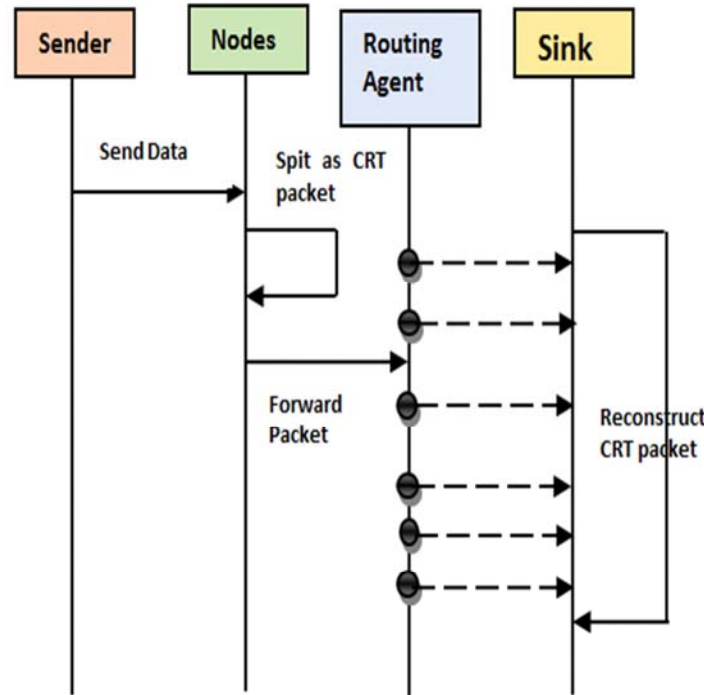 Sender
Nodes
Routing
Agent
Sink
Send Data
Spit as CRT
packet
Forward
Packet
Reconstruct
CRT packet